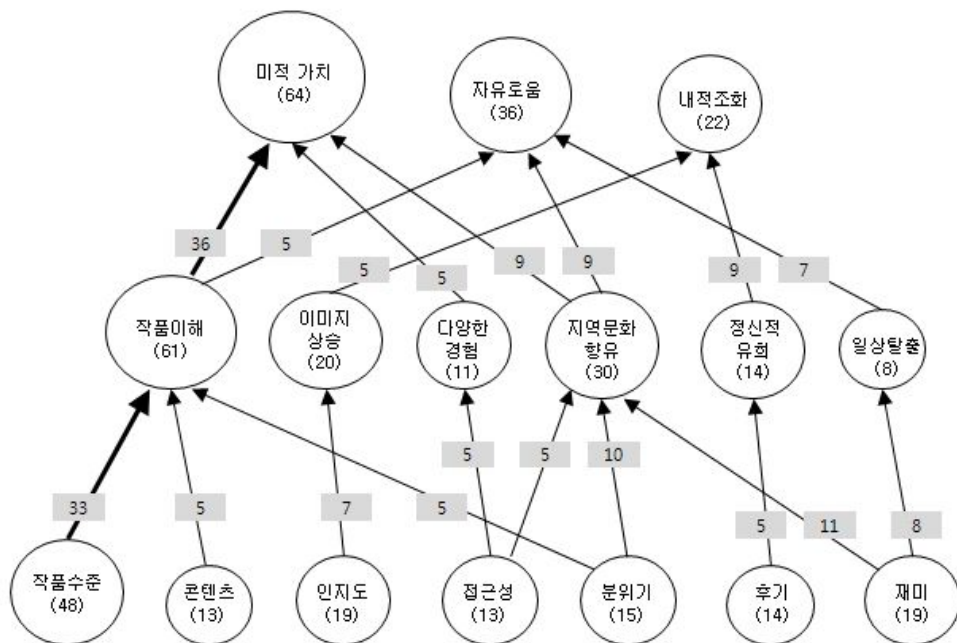 미적 가치
(64)
자유로움
(36)
내적조화
(22)
36
5
5
5
9
9
9
7
작품이해
(61)
이미지
상승
(20)
다양한
경험
(11)
지역문화
향유
(30)
정신적
유희
(14)
일상탈출
(8)
33
5
7
5
5
5
10
5
11
8
작품수준
(48)
콘텐츠
(13)
인지도
(19)
접근성
(13)
분위기
(15)
후기
(14)
재미
(19)